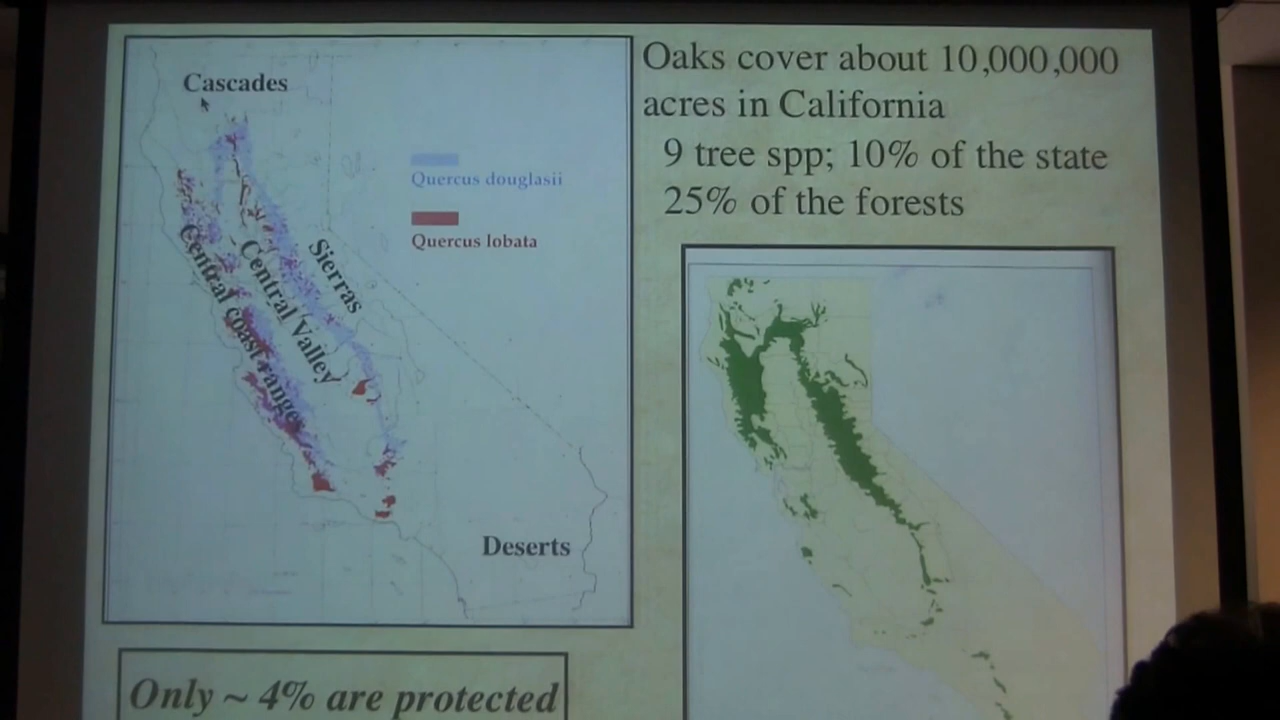 Cascades
Quercus douglasii
Quercus lobata
Sierras
Central Valley
Central coast ranges
Deserts
Only ~ 4% are protected
Oaks cover about 10,000,000
acres in California
9 tree spp; 10% of the state
25% of the forests